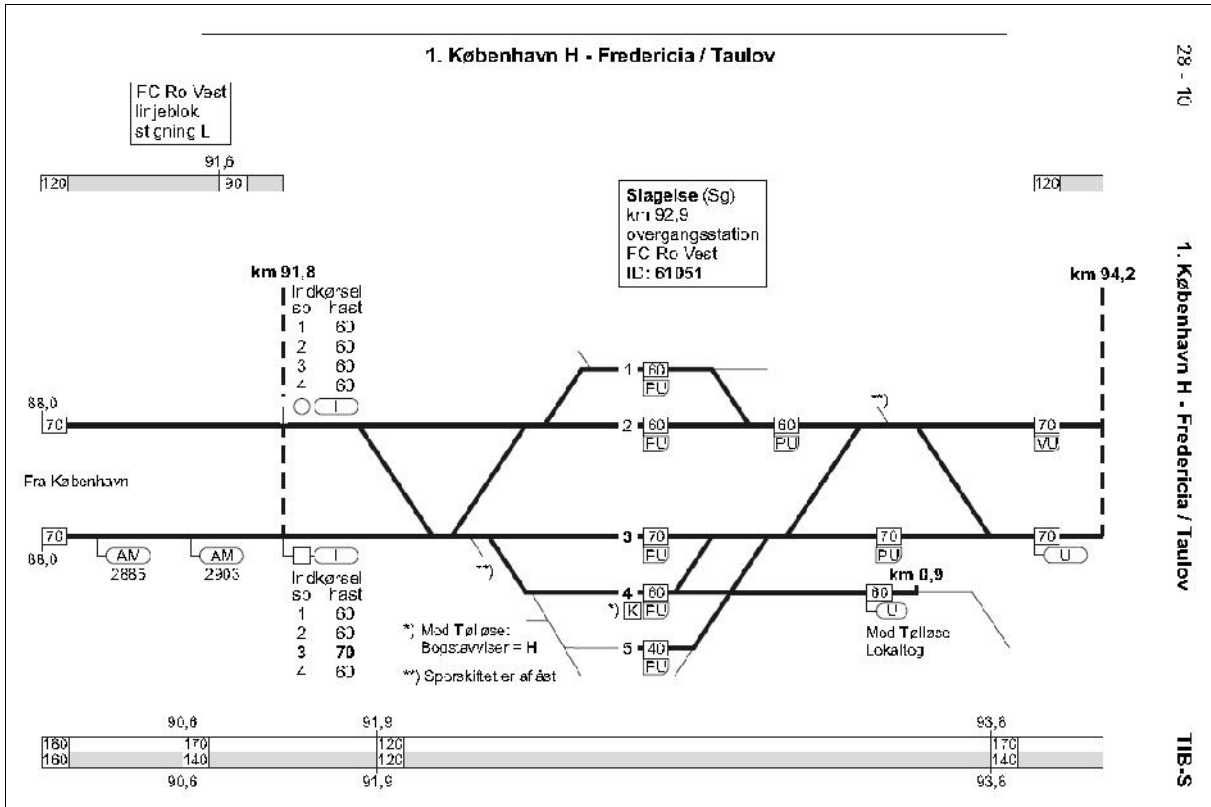 1. København H - Fredericia / Taulov
28 - 10
FC Ro Vest
linjeblok
stigning L
91,6
120
90
120
Slagelse (Sg)
km 92,9
overgangsstation
FC Ro Vest
ID: 61051
km 91,8
km 94,2
Indkørsel
sp hast
1 60
2 60
3 60
4 60
I
1 60
FU
88,0
70
**)
2 60
FU
60
PU
70
VU
Fra København
70
88,0
AM
2885
AM
2903
I
**)
3 70
FU
70
PU
70
U
km 0,9
4 60
*) K FU
60
U
Indkørsel
sp hast
1 60
2 60
3 70
4 60
*) Mod Tølløse:
Bogstavviser = H
**) Sporskiftet er aflåst
5 40
FU
Mod Tølløse
Lokaltog
90,6
91,9
93,6
180 170 120 170
160 140 120 140
90,6
91,9
93,6
1. København H - Fredericia / Taulov
TIB-S